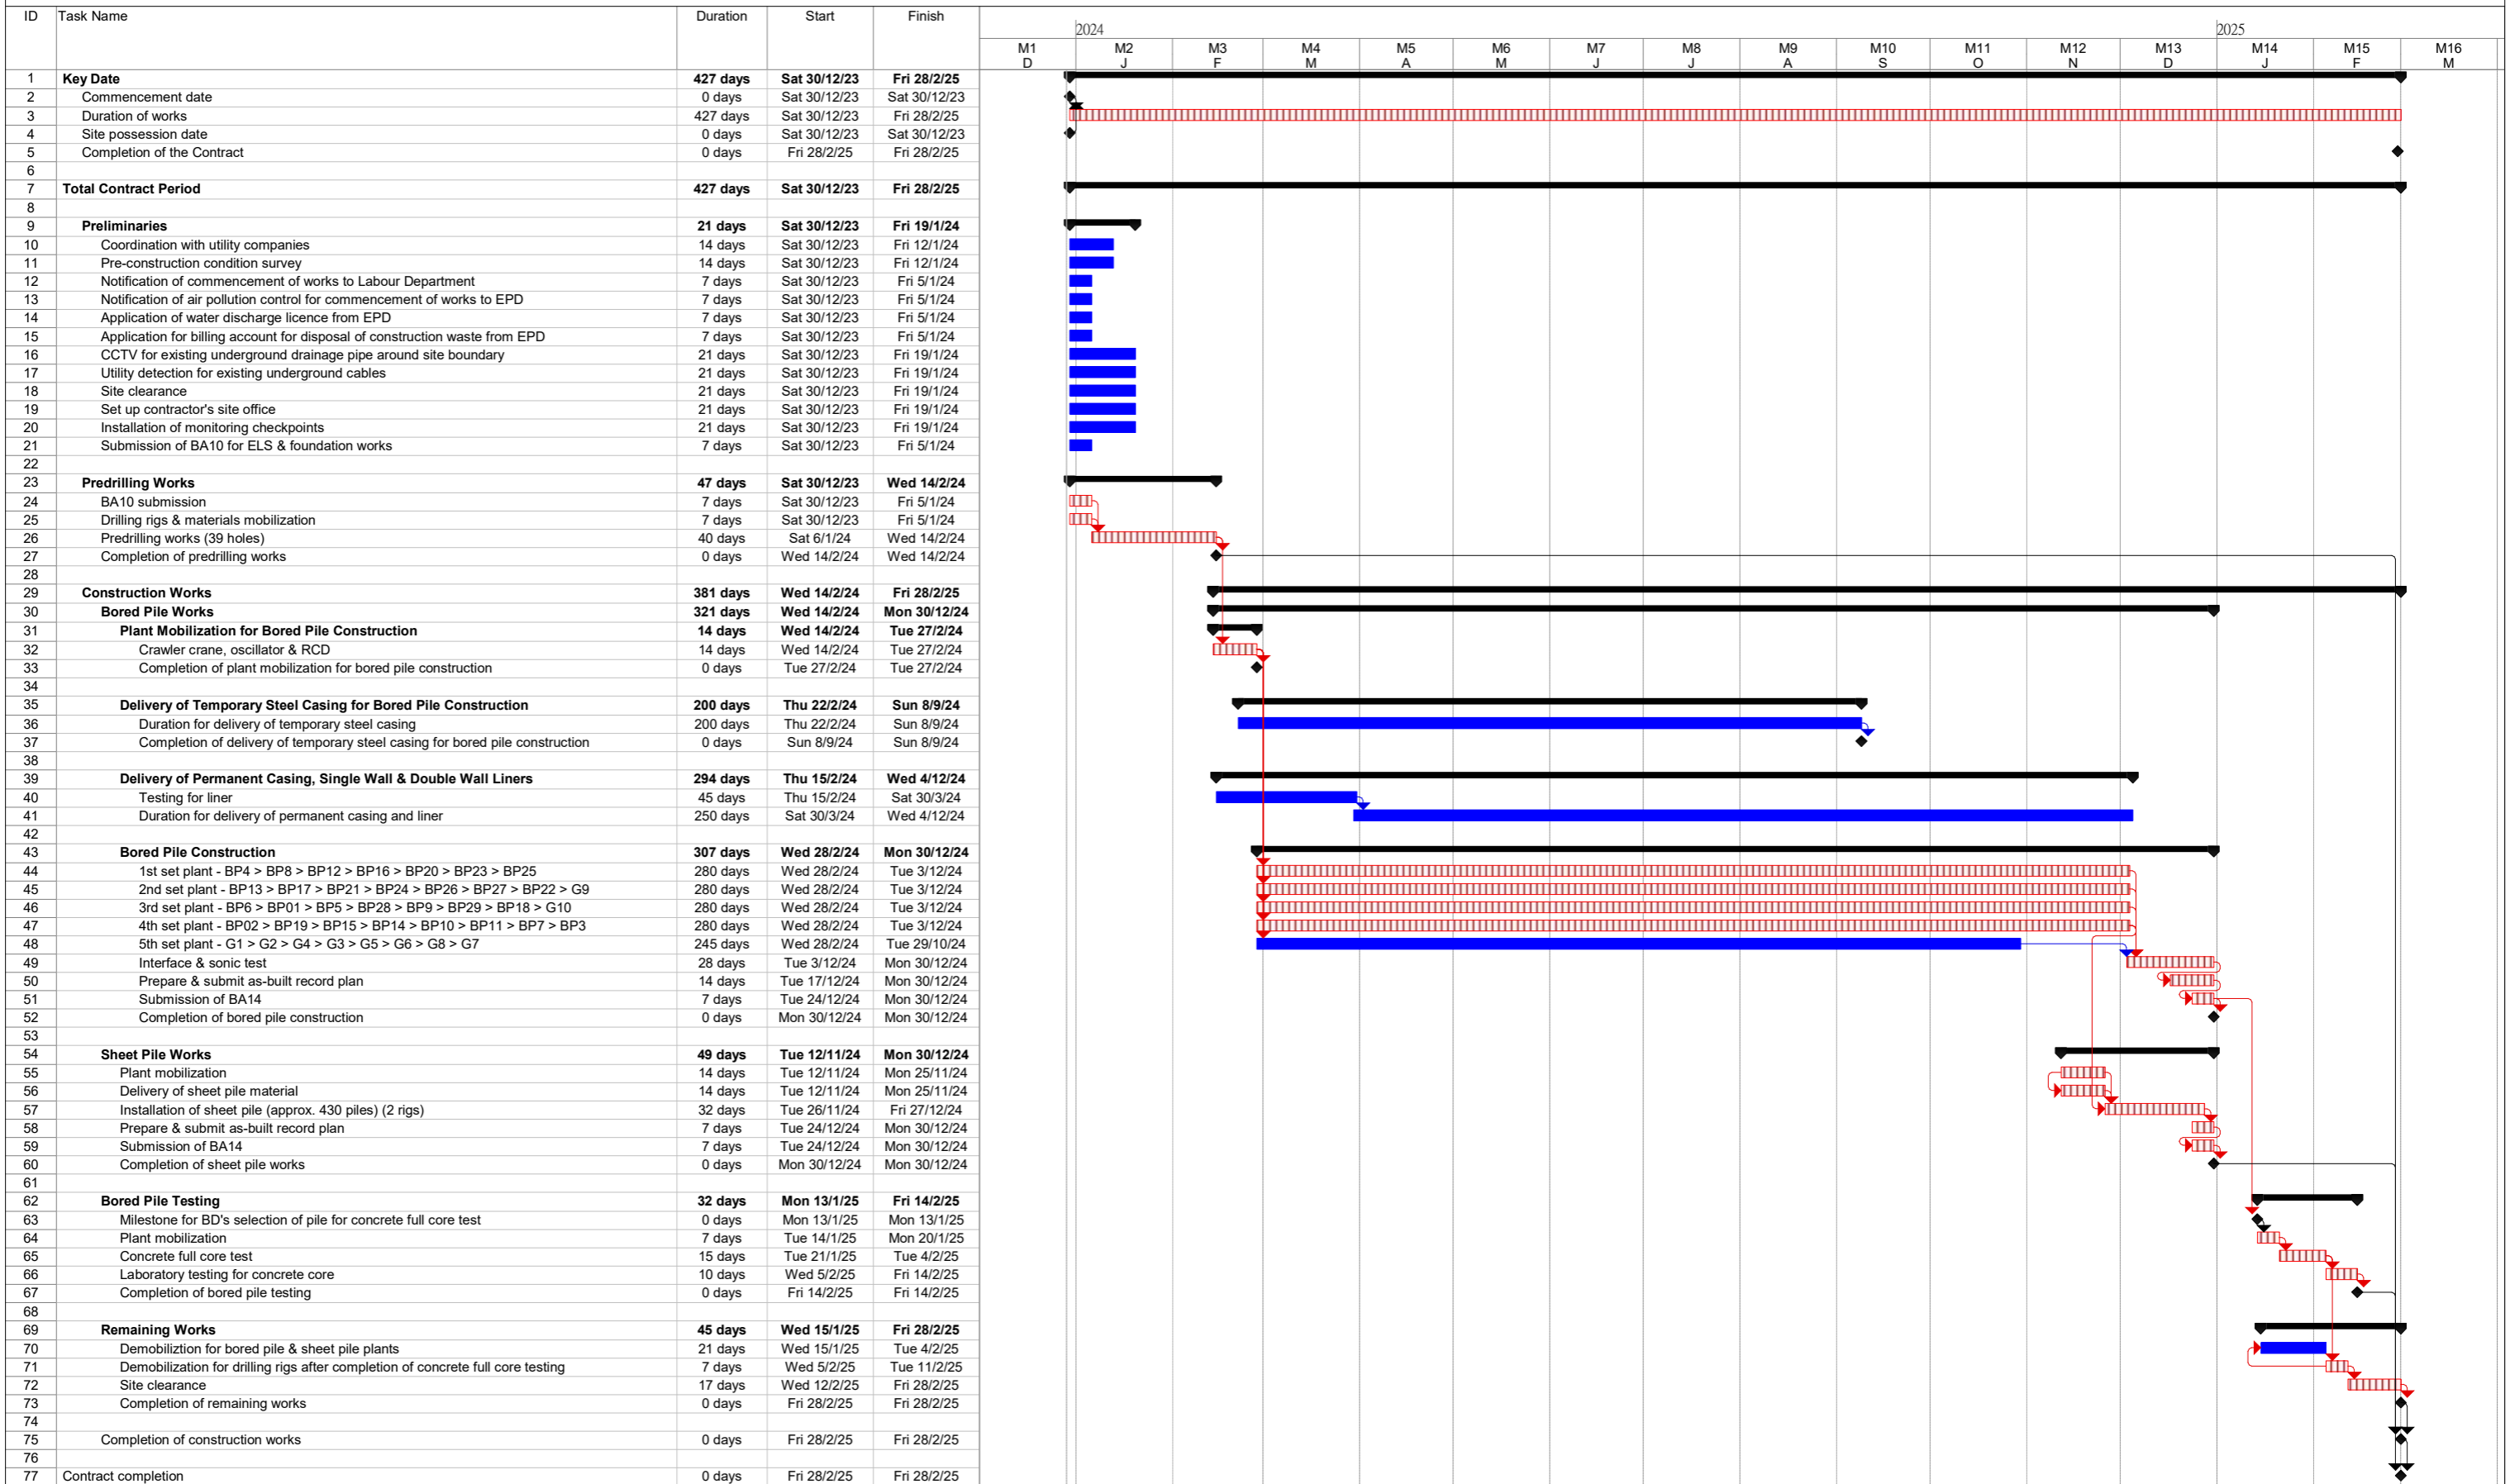 ID Task Name Duration Start Finish
2024 2025
M1 M2 M3 M4 M5 M6 M7 M8 M9 M10 M11 M12 M13 M14 M15 M16
D J F M A M J J A S O N D J F M
1 Key Date 427 days Sat 30/12/23 Fri 28/2/25
2 Commencement date 0 days Sat 30/12/23 Sat 30/12/23
3 Duration of works 427 days Sat 30/12/23 Fri 28/2/25
4 Site possession date 0 days Sat 30/12/23 Sat 30/12/23
5 Completion of the Contract 0 days Fri 28/2/25 Fri 28/2/25
6
7 Total Contract Period 427 days Sat 30/12/23 Fri 28/2/25
8
9 Preliminaries 21 days Sat 30/12/23 Fri 19/1/24
10 Coordination with utility companies 14 days Sat 30/12/23 Fri 12/1/24
11 Pre-construction condition survey 14 days Sat 30/12/23 Fri 12/1/24
12 Notification of commencement of works to Labour Department 7 days Sat 30/12/23 Fri 5/1/24
13 Notification of air pollution control for commencement of works to EPD 7 days Sat 30/12/23 Fri 5/1/24
14 Application of water discharge licence from EPD 7 days Sat 30/12/23 Fri 5/1/24
15 Application for billing account for disposal of construction waste from EPD 7 days Sat 30/12/23 Fri 5/1/24
16 CCTV for existing underground drainage pipe around site boundary 21 days Sat 30/12/23 Fri 19/1/24
17 Utility detection for existing underground cables 21 days Sat 30/12/23 Fri 19/1/24
18 Site clearance 21 days Sat 30/12/23 Fri 19/1/24
19 Set up contractor's site office 21 days Sat 30/12/23 Fri 19/1/24
20 Installation of monitoring checkpoints 21 days Sat 30/12/23 Fri 19/1/24
21 Submission of BA10 for ELS & foundation works 7 days Sat 30/12/23 Fri 5/1/24
22
23 Predrilling Works 47 days Sat 30/12/23 Wed 14/2/24
24 BA10 submission 7 days Sat 30/12/23 Fri 5/1/24
25 Drilling rigs & materials mobilization 7 days Sat 30/12/23 Fri 5/1/24
26 Predrilling works (39 holes) 40 days Sat 6/1/24 Wed 14/2/24
27 Completion of predrilling works 0 days Wed 14/2/24 Wed 14/2/24
28
29 Construction Works 381 days Wed 14/2/24 Fri 28/2/25
30 Bored Pile Works 321 days Wed 14/2/24 Mon 30/12/24
31 Plant Mobilization for Bored Pile Construction 14 days Wed 14/2/24 Tue 27/2/24
32 Crawler crane, oscillator & RCD 14 days Wed 14/2/24 Tue 27/2/24
33 Completion of plant mobilization for bored pile construction 0 days Tue 27/2/24 Tue 27/2/24
34
35 Delivery of Temporary Steel Casing for Bored Pile Construction 200 days Thu 22/2/24 Sun 8/9/24
36 Duration for delivery of temporary steel casing 200 days Thu 22/2/24 Sun 8/9/24
37 Completion of delivery of temporary steel casing for bored pile construction 0 days Sun 8/9/24 Sun 8/9/24
38
39 Delivery of Permanent Casing, Single Wall & Double Wall Liners 294 days Thu 15/2/24 Wed 4/12/24
40 Testing for liner 45 days Thu 15/2/24 Sat 30/3/24
41 Duration for delivery of permanent casing and liner 250 days Sat 30/3/24 Wed 4/12/24
42
43 Bored Pile Construction 307 days Wed 28/2/24 Mon 30/12/24
44 1st set plant - BP4 > BP8 > BP12 > BP16 > BP20 > BP23 > BP25 280 days Wed 28/2/24 Tue 3/12/24
45 2nd set plant - BP13 > BP17 > BP21 > BP24 > BP26 > BP27 > BP22 > G9 280 days Wed 28/2/24 Tue 3/12/24
46 3rd set plant - BP6 > BP01 > BP5 > BP28 > BP9 > BP29 > BP18 > G10 280 days Wed 28/2/24 Tue 3/12/24
47 4th set plant - BP02 > BP19 > BP15 > BP14 > BP10 > BP11 > BP7 > BP3 280 days Wed 28/2/24 Tue 3/12/24
48 5th set plant - G1 > G2 > G4 > G3 > G5 > G6 > G8 > G7 245 days Wed 28/2/24 Tue 29/10/24
49 Interface & sonic test 28 days Tue 3/12/24 Mon 30/12/24
50 Prepare & submit as-built record plan 14 days Tue 17/12/24 Mon 30/12/24
51 Submission of BA14 7 days Tue 24/12/24 Mon 30/12/24
52 Completion of bored pile construction 0 days Mon 30/12/24 Mon 30/12/24
53
54 Sheet Pile Works 49 days Tue 12/11/24 Mon 30/12/24
55 Plant mobilization 14 days Tue 12/11/24 Mon 25/11/24
56 Delivery of sheet pile material 14 days Tue 12/11/24 Mon 25/11/24
57 Installation of sheet pile (approx. 430 piles) (2 rigs) 32 days Tue 26/11/24 Fri 27/12/24
58 Prepare & submit as-built record plan 7 days Tue 24/12/24 Mon 30/12/24
59 Submission of BA14 7 days Tue 24/12/24 Mon 30/12/24
60 Completion of sheet pile works 0 days Mon 30/12/24 Mon 30/12/24
61
62 Bored Pile Testing 32 days Mon 13/1/25 Fri 14/2/25
63 Milestone for BD's selection of pile for concrete full core test 0 days Mon 13/1/25 Mon 13/1/25
64 Plant mobilization 7 days Tue 14/1/25 Mon 20/1/25
65 Concrete full core test 15 days Tue 21/1/25 Tue 4/2/25
66 Laboratory testing for concrete core 10 days Wed 5/2/25 Fri 14/2/25
67 Completion of bored pile testing 0 days Fri 14/2/25 Fri 14/2/25
68
69 Remaining Works 45 days Wed 15/1/25 Fri 28/2/25
70 Demobiliztion for bored pile & sheet pile plants 21 days Wed 15/1/25 Tue 4/2/25
71 Demobilization for drilling rigs after completion of concrete full core testing 7 days Wed 5/2/25 Tue 11/2/25
72 Site clearance 17 days Wed 12/2/25 Fri 28/2/25
73 Completion of remaining works 0 days Fri 28/2/25 Fri 28/2/25
74
75 Completion of construction works 0 days Fri 28/2/25 Fri 28/2/25
76
77 Contract completion 0 days Fri 28/2/25 Fri 28/2/25